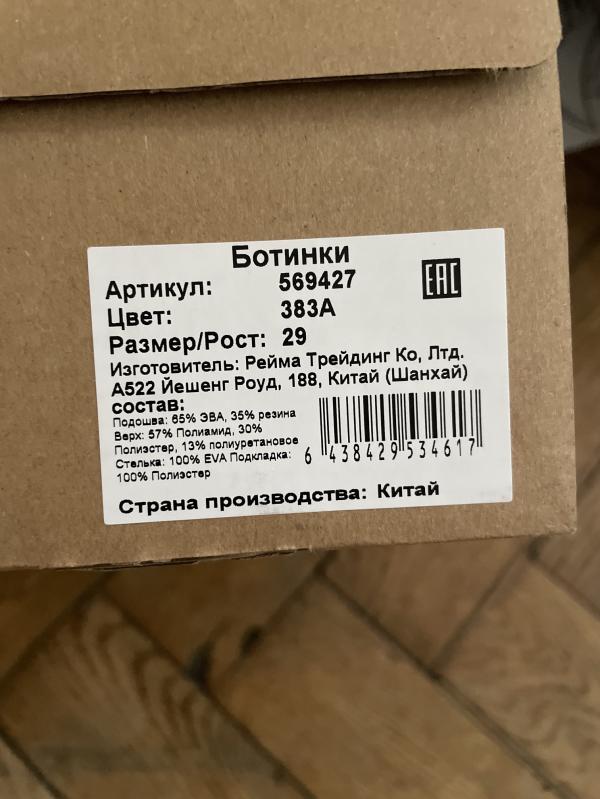 Ботинки
Артикул: 569427
EAC
Цвет: 383A
Размер/Рост: 29
Изготовитель: Рейма Трейдинг Ко, Лтд.
А522 Йешенг Роуд, 188, Китай (Шанхай)
состав:
Подошва: 65% ЭВА, 35% резина
Верх: 57% Полиамид, 30%
Полиэстер, 13% полиуретановое
Стелька: 100% EVA Подкладка:
100% Полиэстер
6 438429 534617
Страна производства: Китай